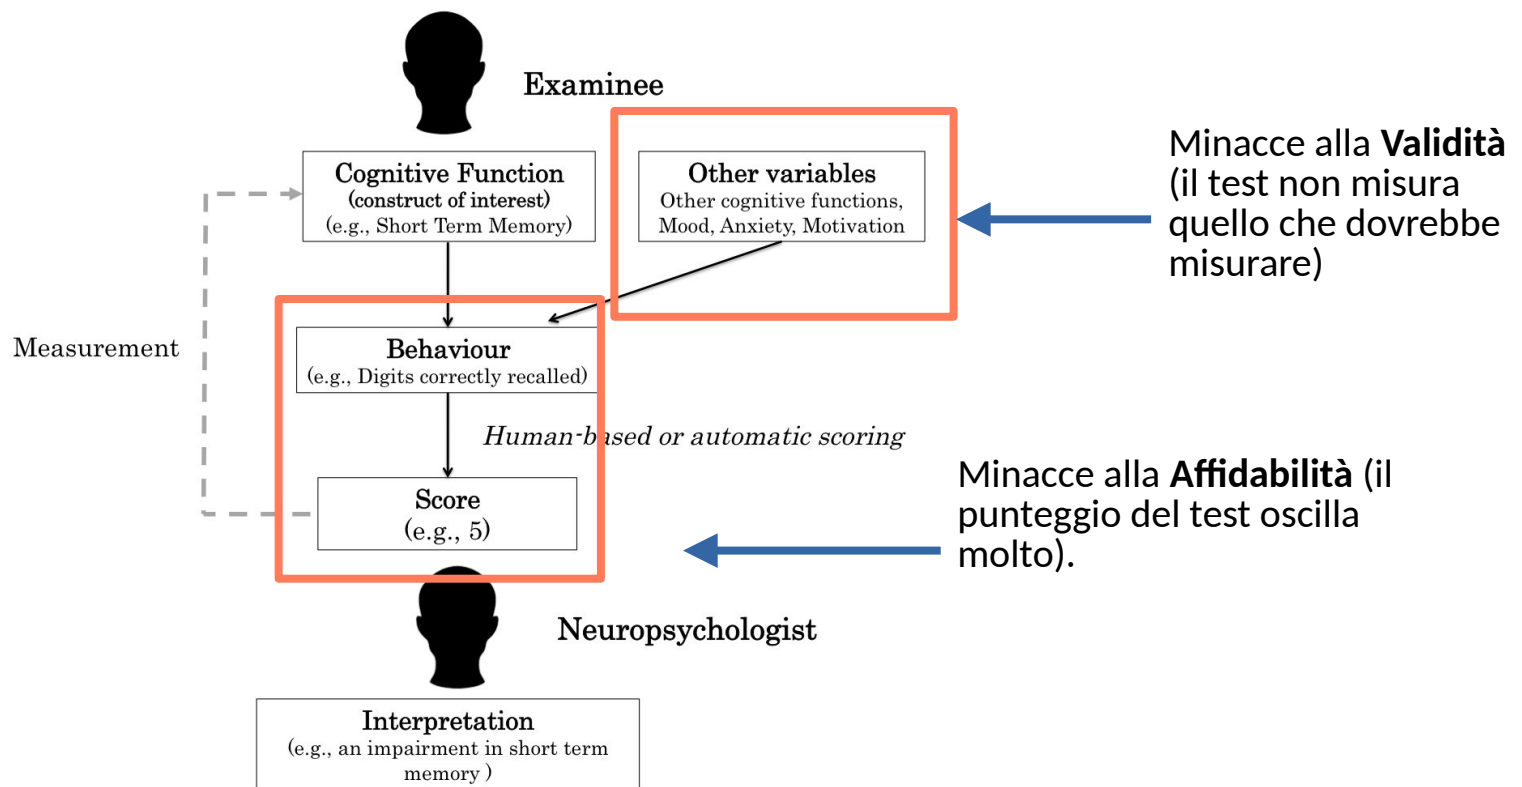 Examinee
Cognitive Function
(construct of interest)
(e.g., Short Term Memory)
Other variables
Other cognitive functions,
Mood, Anxiety, Motivation
Minacce alla Validità
(il test non misura
quello che dovrebbe
misurare)
Measurement
Behaviour
(e.g., Digits correctly recalled)
Human-based or automatic scoring
Score
(e.g., 5)
Minacce alla Affidabilità (il
punteggio del test oscilla
molto).
Neuropsychologist
Interpretation
(e.g., an impairment in short term
memory )